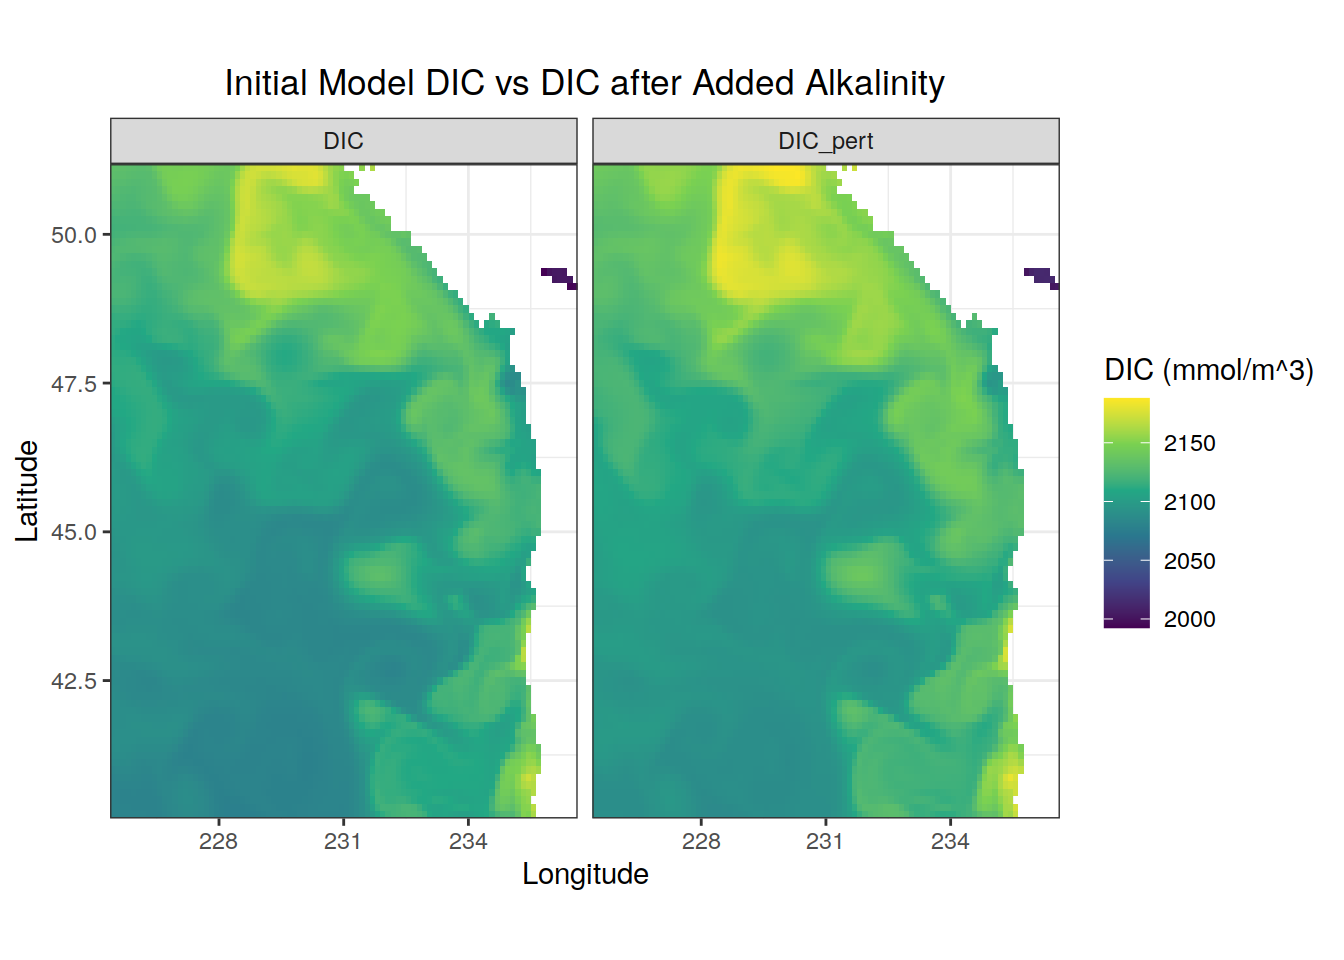 Initial Model DIC vs DIC after Added Alkalinity
DIC
DIC_pert
50.0
47.5
45.0
42.5
Latitude
228
231
234
228
231
234
Longitude
DIC (mmol/m^3)
2150
2100
2050
2000